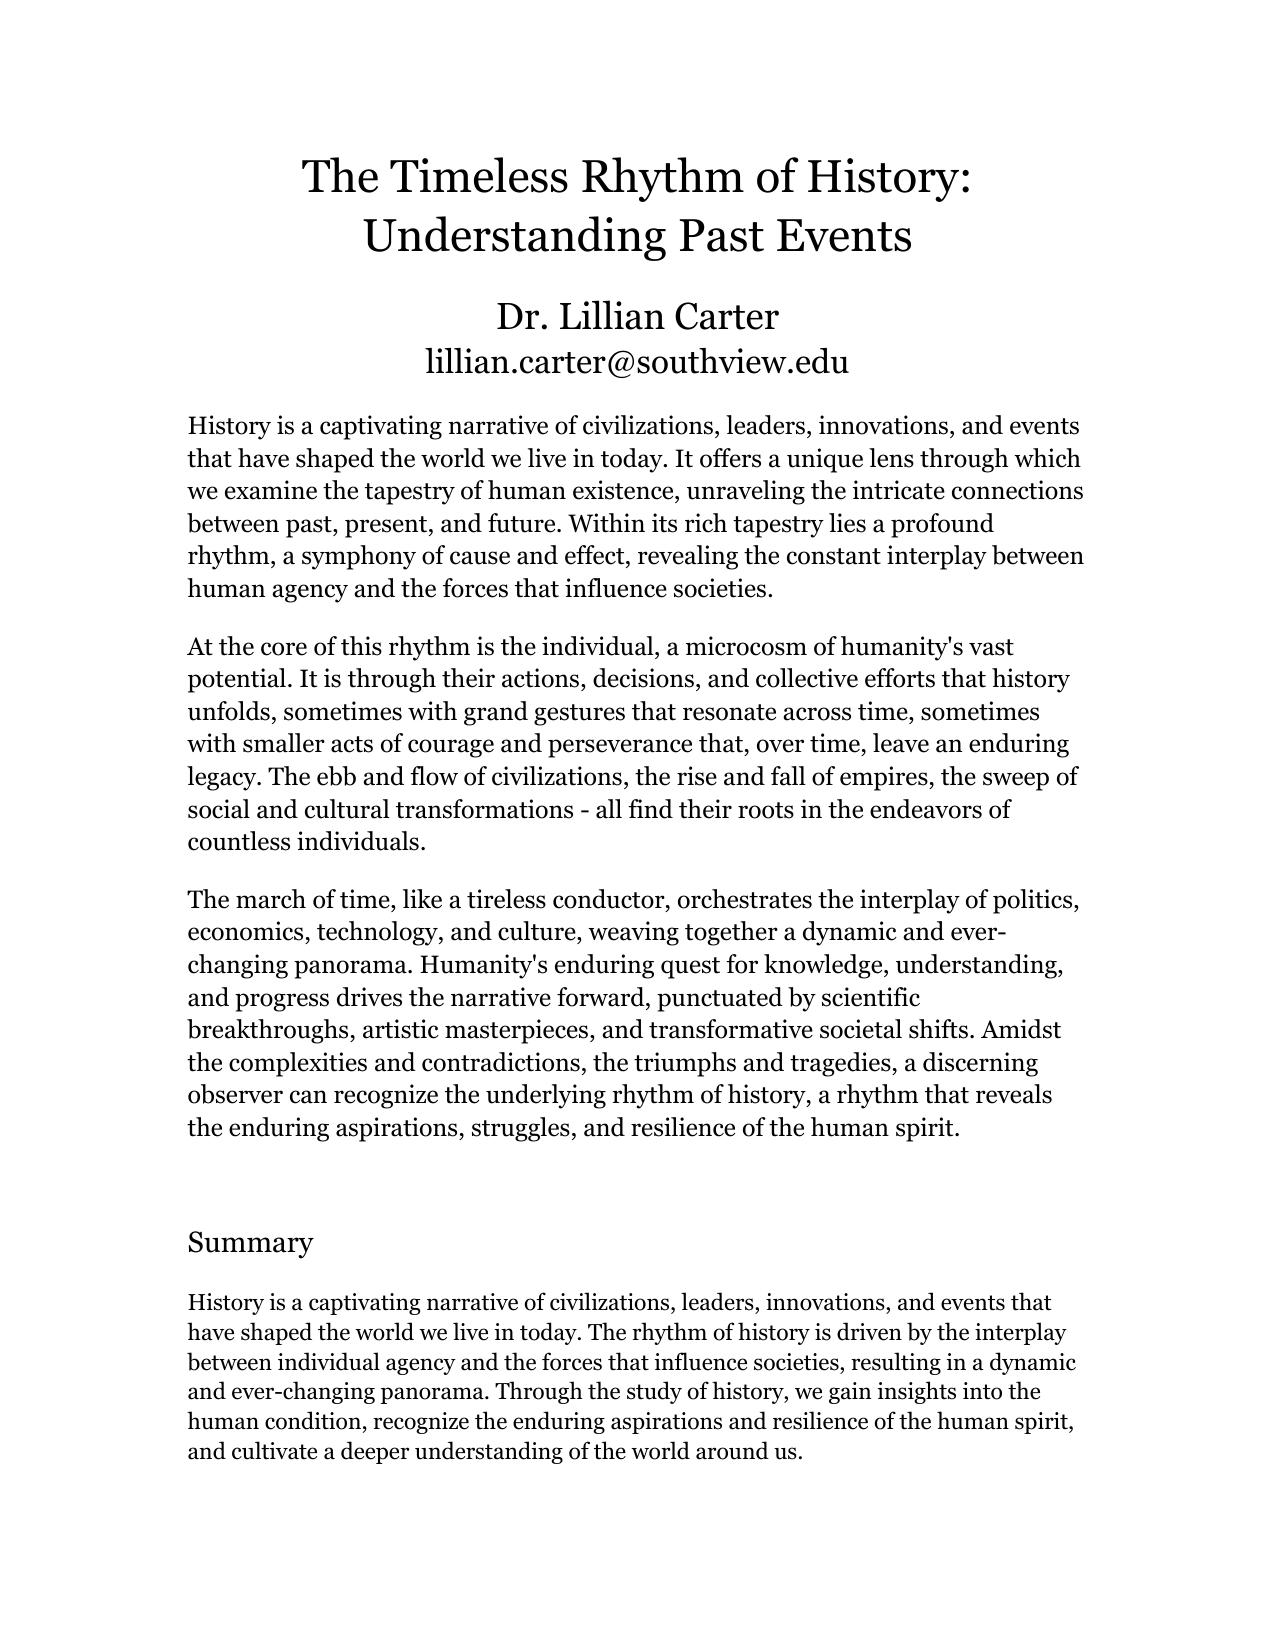 The Timeless Rhythm of History:
Understanding Past Events
Dr. Lillian Carter
lillian.carter@southview.edu
History is a captivating narrative of civilizations, leaders, innovations, and events
that have shaped the world we live in today. It offers a unique lens through which
we examine the tapestry of human existence, unraveling the intricate connections
between past, present, and future. Within its rich tapestry lies a profound
rhythm, a symphony of cause and effect, revealing the constant interplay between
human agency and the forces that influence societies.
At the core of this rhythm is the individual, a microcosm of humanity's vast
potential. It is through their actions, decisions, and collective efforts that history
unfolds, sometimes with grand gestures that resonate across time, sometimes
with smaller acts of courage and perseverance that, over time, leave an enduring
legacy. The ebb and flow of civilizations, the rise and fall of empires, the sweep of
social and cultural transformations - all find their roots in the endeavors of
countless individuals.
The march of time, like a tireless conductor, orchestrates the interplay of politics,
economics, technology, and culture, weaving together a dynamic and ever-
changing panorama. Humanity's enduring quest for knowledge, understanding,
and progress drives the narrative forward, punctuated by scientific
breakthroughs, artistic masterpieces, and transformative societal shifts. Amidst
the complexities and contradictions, the triumphs and tragedies, a discerning
observer can recognize the underlying rhythm of history, a rhythm that reveals
the enduring aspirations, struggles, and resilience of the human spirit.
Summary
History is a captivating narrative of civilizations, leaders, innovations, and events that
have shaped the world we live in today. The rhythm of history is driven by the interplay
between individual agency and the forces that influence societies, resulting in a dynamic
and ever-changing panorama. Through the study of history, we gain insights into the
human condition, recognize the enduring aspirations and resilience of the human spirit,
and cultivate a deeper understanding of the world around us.